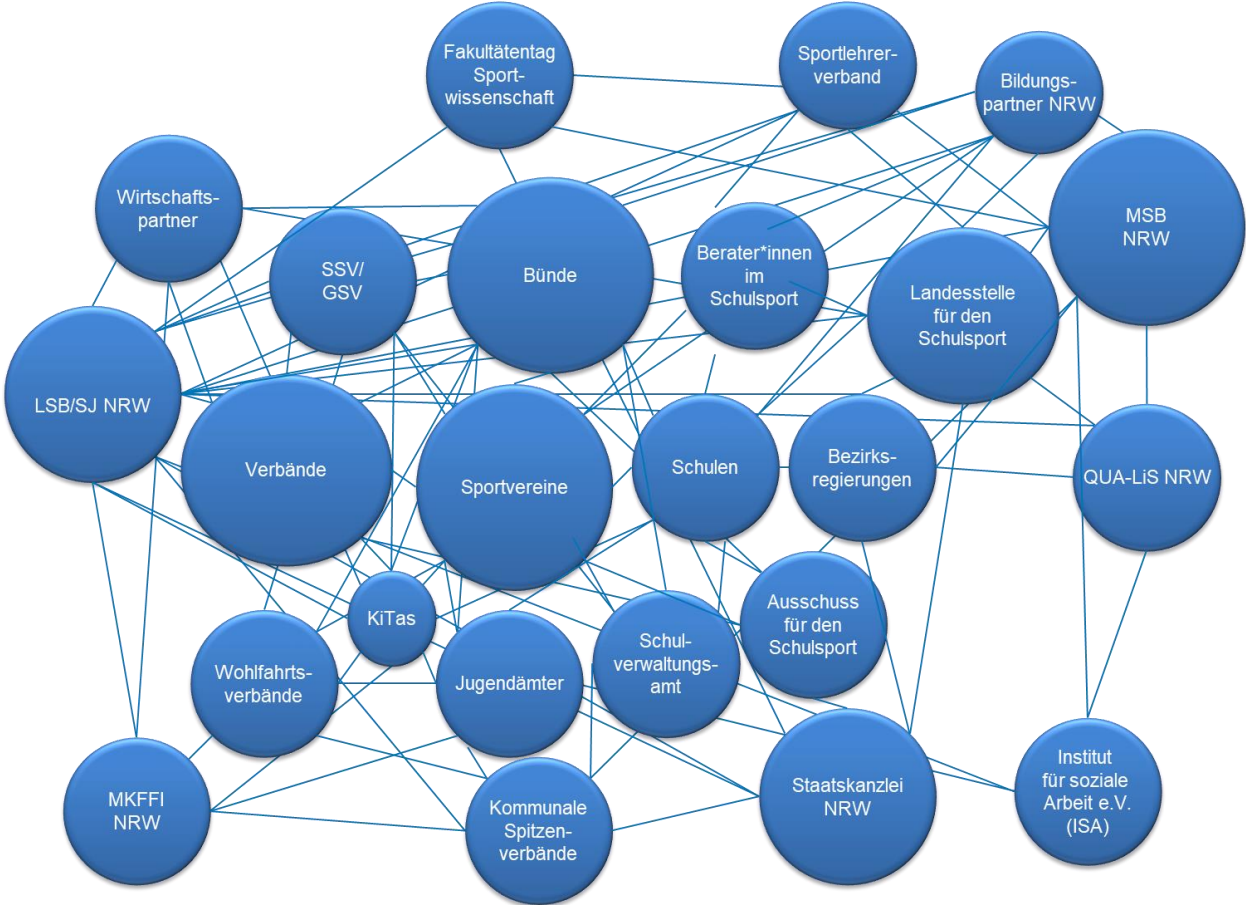 Fakultätentag
Sport-
wissenschaft
Sportlehrer-
verband
Bildungs-
partner NRW
Wirtschafts-
partner
SSV/
GSV
Bünde
Berater*innen
im
Schulsport
MSB
NRW
Landesstelle
für den
Schulsport
LSB/SJ NRW
Verbände
Sportvereine
Schulen
Bezirks-
regierungen
QUA-LiS NRW
KiTas
Wohlfahrts-
verbände
Jugendämter
Schul-
verwaltungs-
amt
Ausschuss
für den
Schulsport
MKFFI
NRW
Kommunale
Spitzen-
verbände
Staatskanzlei
NRW
Institut
für soziale
Arbeit e.V.
(ISA)